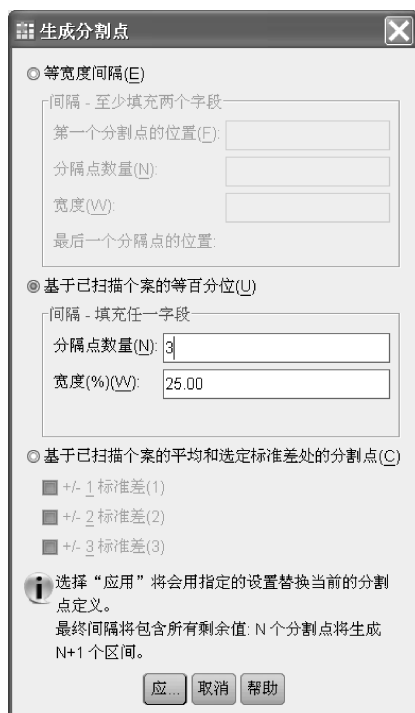 生成分割点
等宽度间隔(E)
间隔 - 至少填充两个字段
第一个分割点的位置(F):
分隔点数量(N):
宽度(W):
最后一个分隔点的位置:
基于已扫描个案的等百分位(U)
间隔 - 填充任一字段
分隔点数量(N): 3
宽度(%)(W): 25.00
基于已扫描个案的平均和选定标准差处的分割点(C)
+/- 1 标准差(1)
+/- 2 标准差(2)
+/- 3 标准差(3)
选择“应用”将会用指定的设置替换当前的分割
点定义。
最终间隔将包含所有剩余值: N 个分割点将生成
N+1 个区间。
应... 取消 帮助